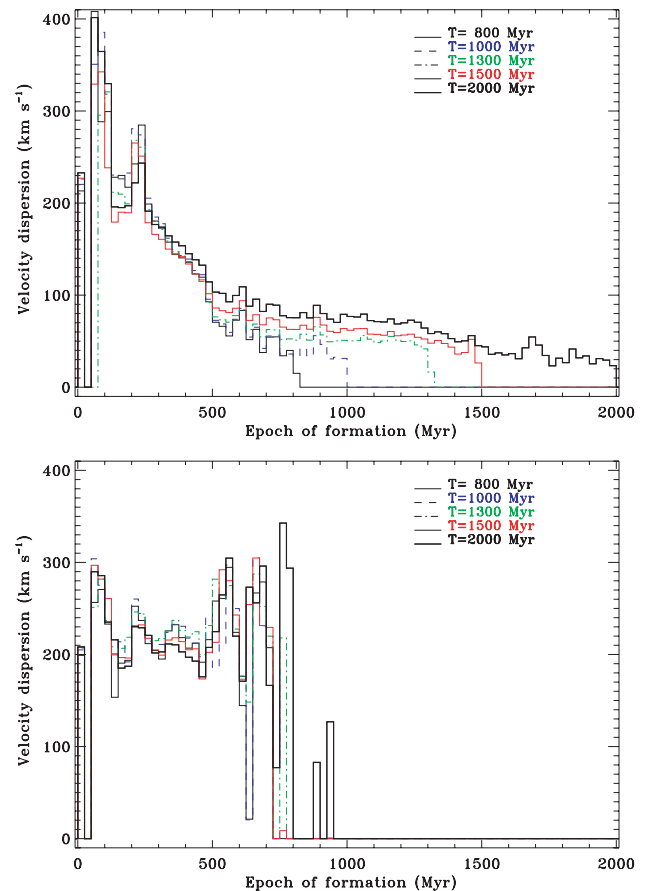 400
300
200
100
0
Velocity dispersion (km s⁻¹)
T= 800 Myr
T=1000 Myr
T=1300 Myr
T=1500 Myr
T=2000 Myr
0 500 1000 1500 2000
Epoch of formation (Myr)
400
300
200
100
0
Velocity dispersion (km s⁻¹)
T= 800 Myr
T=1000 Myr
T=1300 Myr
T=1500 Myr
T=2000 Myr
0 500 1000 1500 2000
Epoch of formation (Myr)